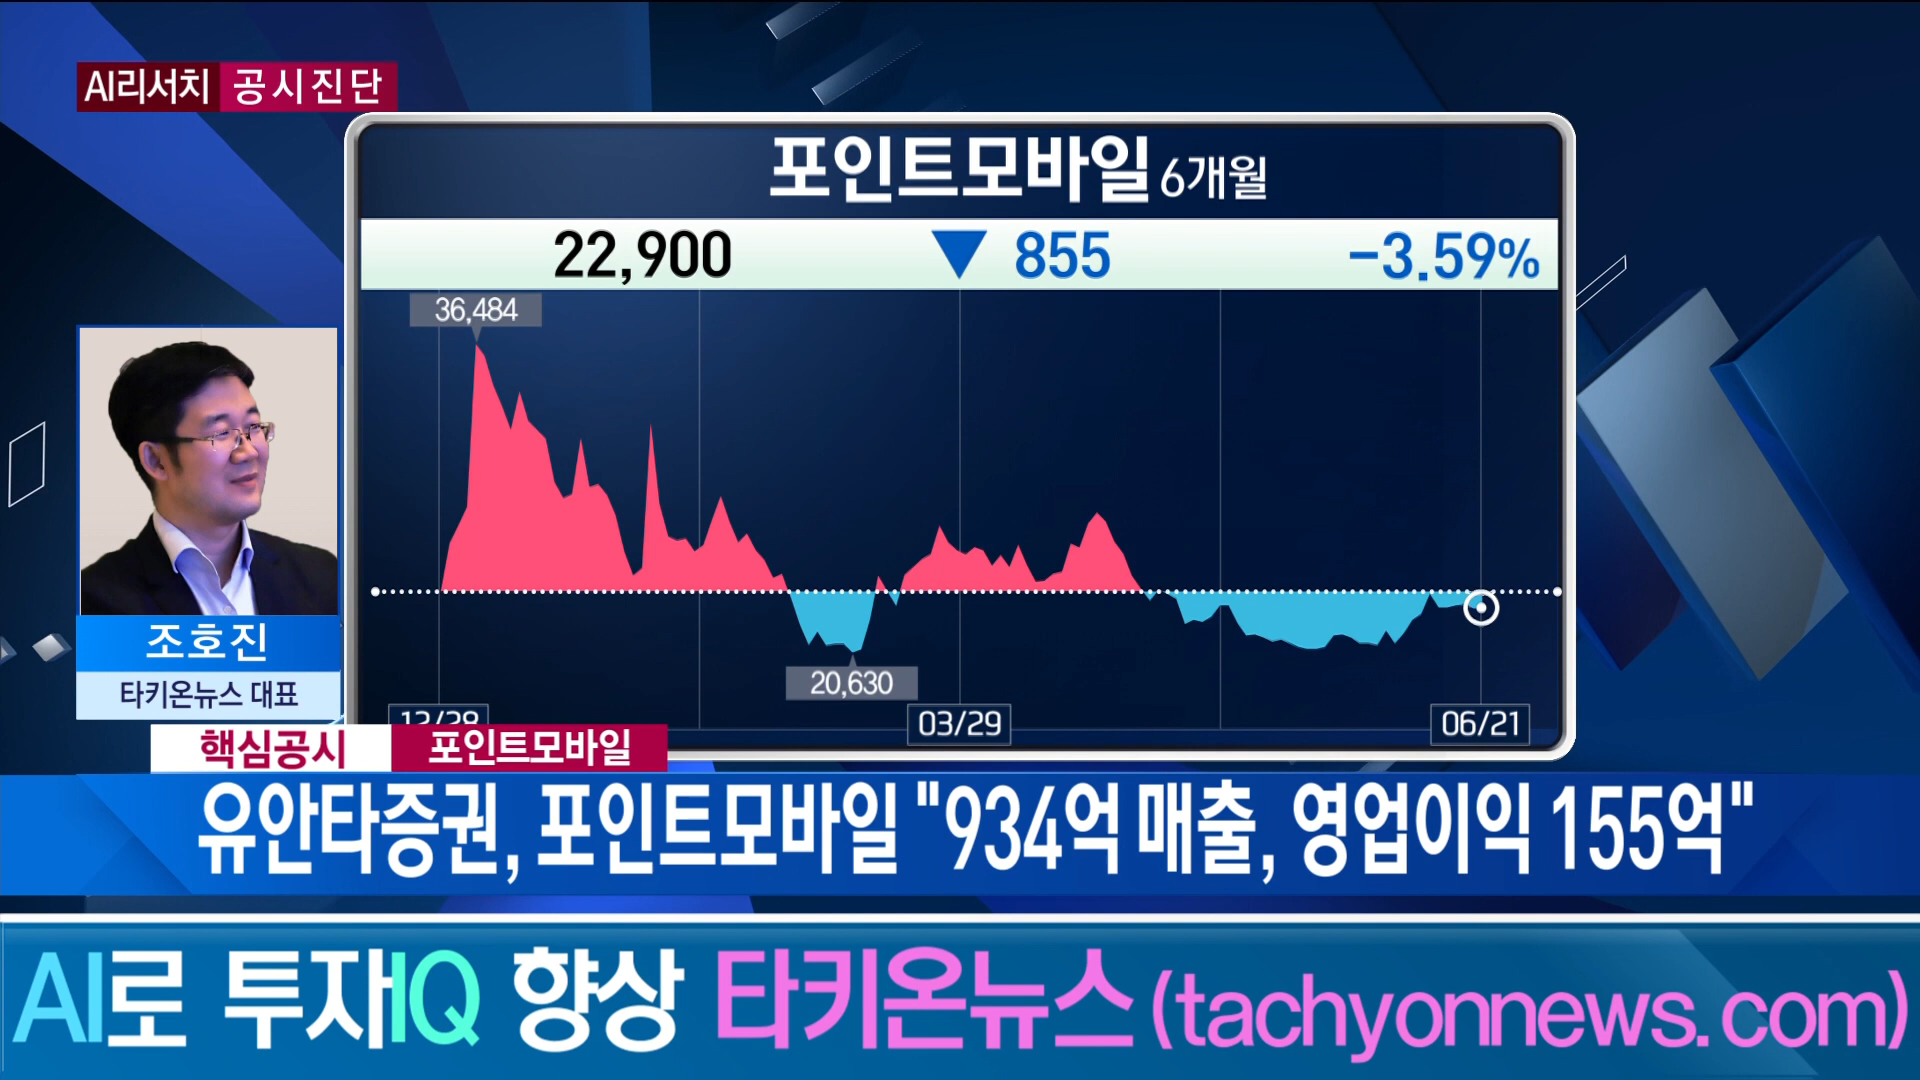 AI리서치 공시진단
포인트모바일 6개월
22,900 ▼ 855 -3.59%
36,484
20,630
12/28 03/29 06/21
조호진
타키온뉴스 대표
핵심공시 포인트모바일
유안타증권, 포인트모바일 "934억 매출, 영업이익 155억"
AI로 투자IQ 향상 타키온뉴스 (tachyonnews.com)